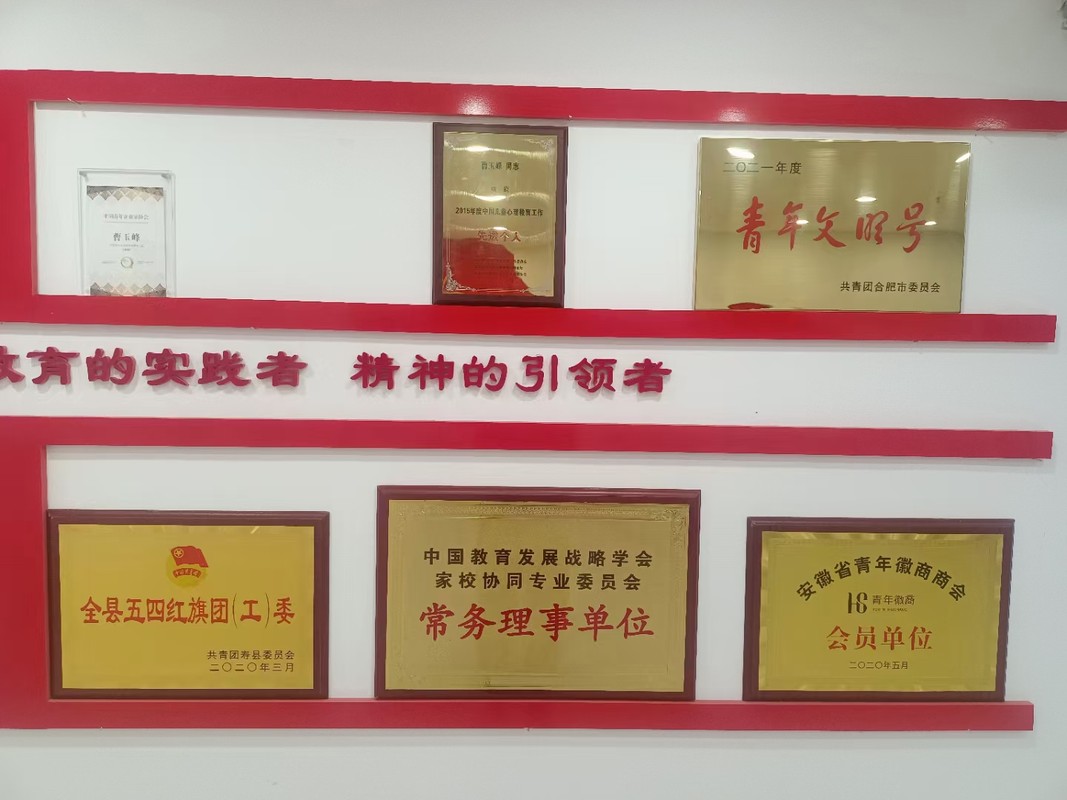 曹玉峰
曹玉峰 同志
2016年度中国儿童心理教育工作
先进个人
二〇二一年度
青年文明号
共青团合肥市委员会
教育的实践者 精神的引领者
全县五四红旗团(工)委
共青团寿县委员会
二〇二〇年三月
中国教育发展战略学会
家校协同专业委员会
常务理事单位
安徽省青年徽商商会
青年徽商
会员单位
二〇二〇年五月